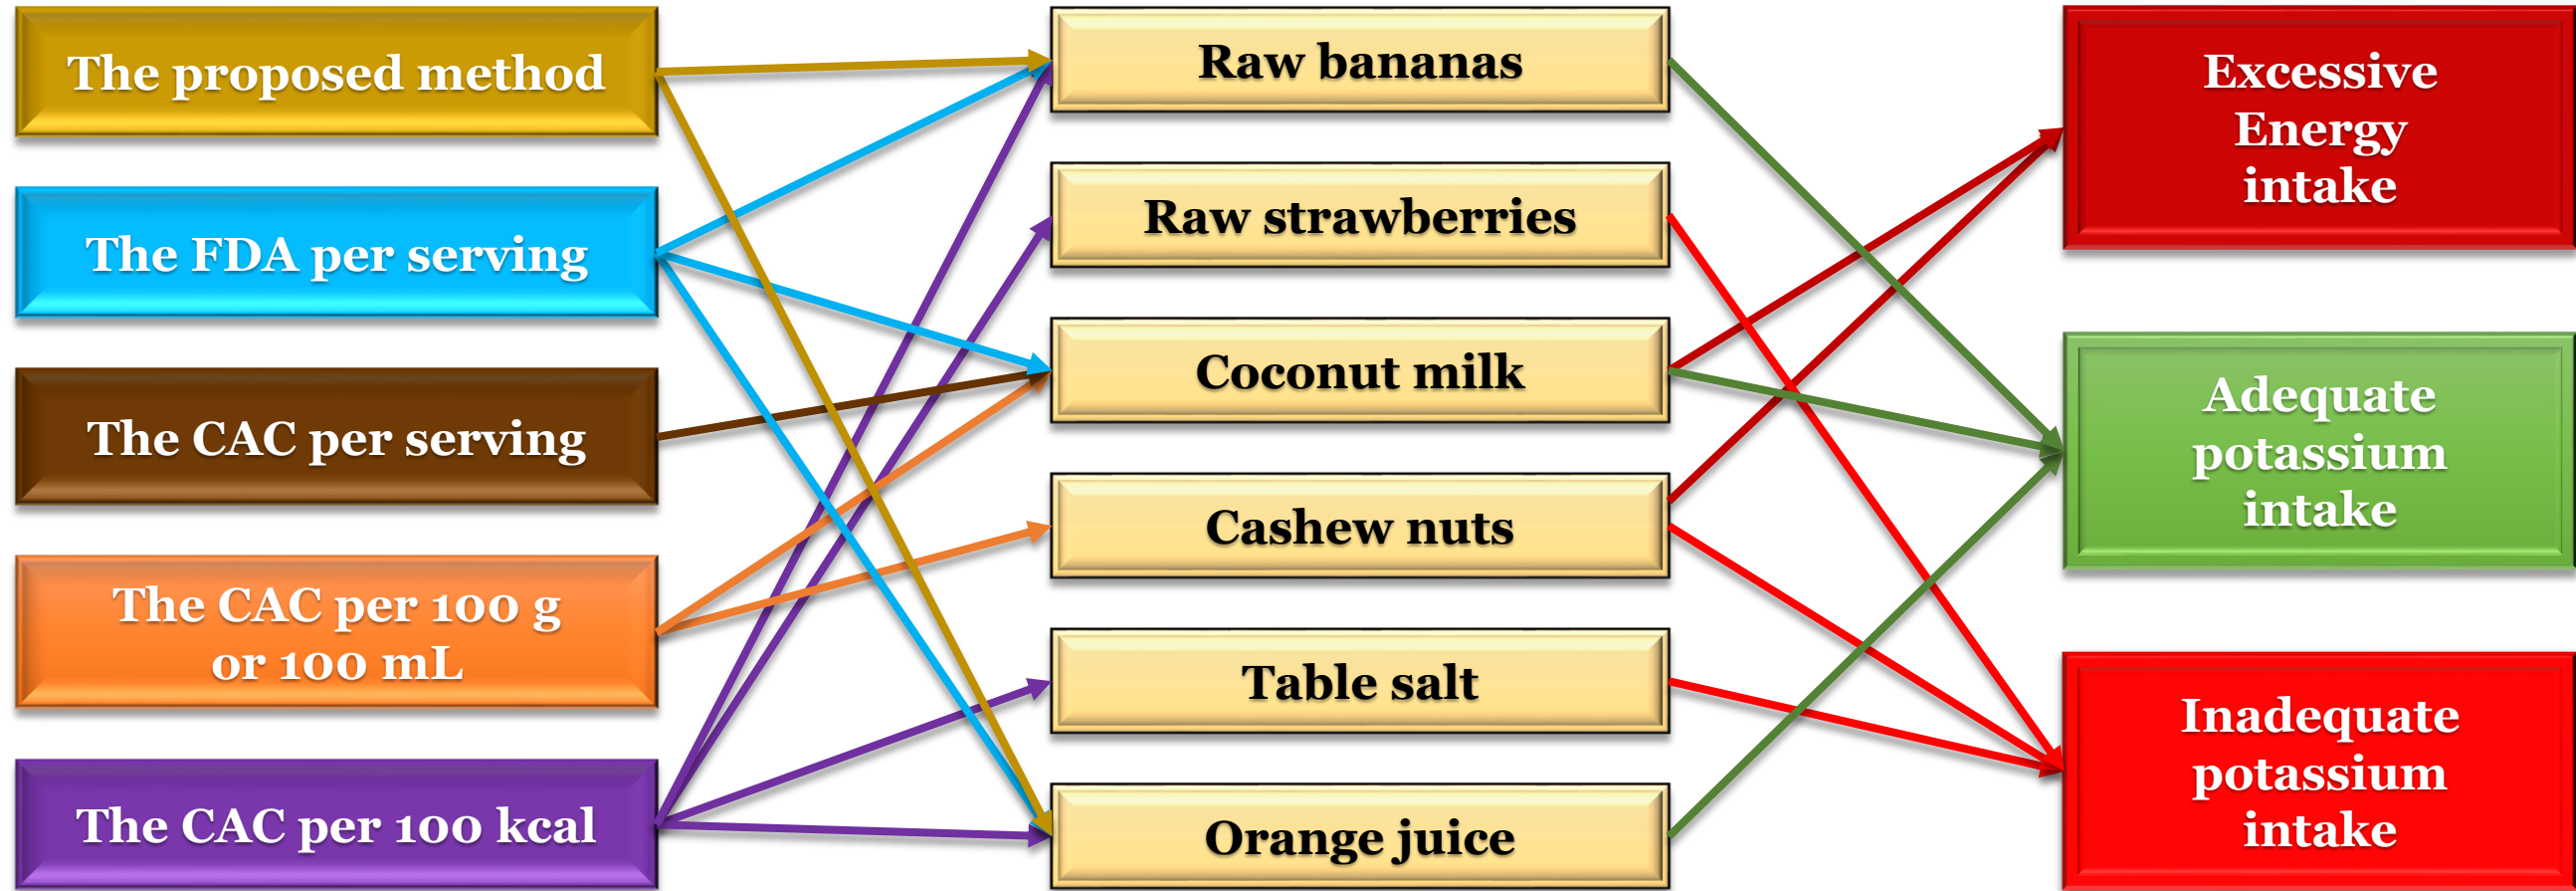 The proposed method
The FDA per serving
The CAC per serving
The CAC per 100 g
or 100 mL
The CAC per 100 kcal
Raw bananas
Raw strawberries
Coconut milk
Cashew nuts
Table salt
Orange juice
Excessive
Energy
intake
Adequate
potassium
intake
Inadequate
potassium
intake